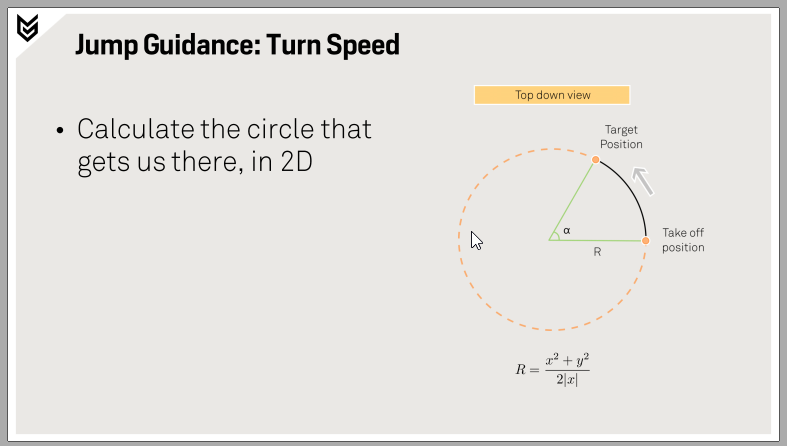 Jump Guidance: Turn Speed
Top down view
• Calculate the circle that
gets us there, in 2D
Target
Position
α
R
Take off
position
R = \frac{x^2 + y^2}{2|x|}